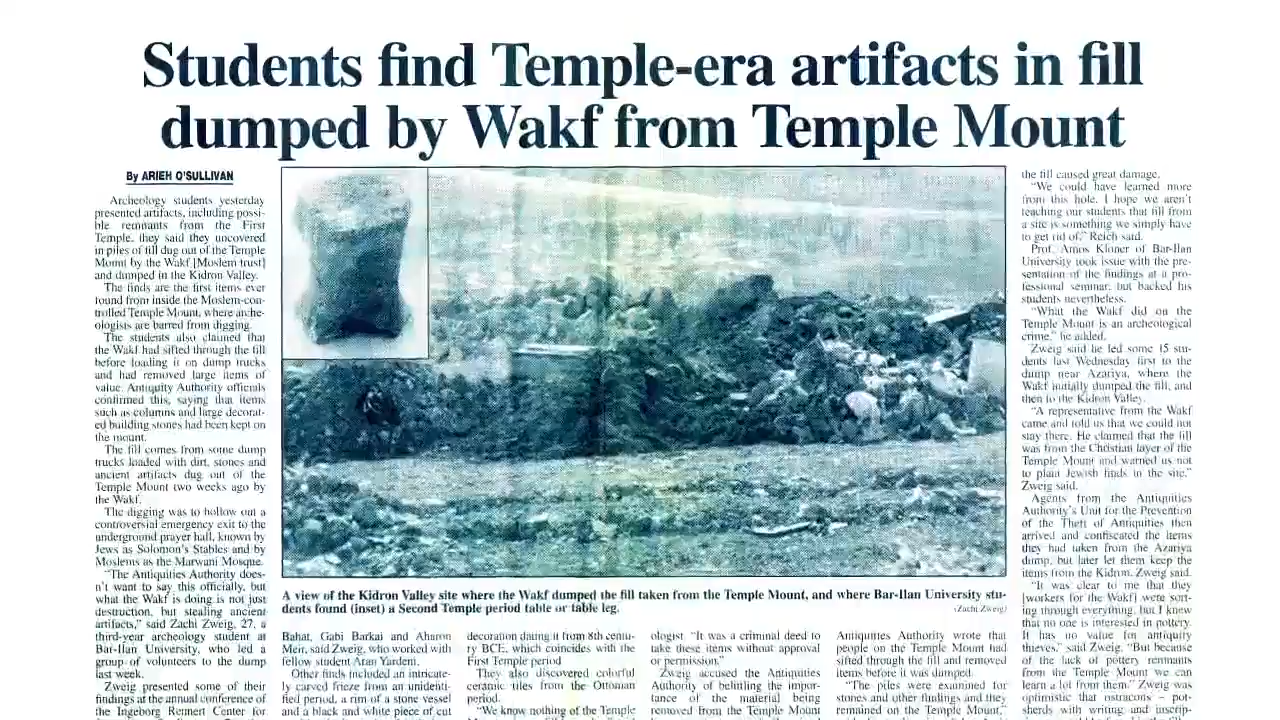 Students find Temple-era artifacts in fill
dumped by Wakf from Temple Mount
By ARIEH O'SULLIVAN
Archeology students yesterday
presented artifacts, including possi-
ble remnants from the First
Temple, they said they uncovered
in piles of fill dug out of the Temple
Mount by the Wakf [Moslem trust]
and dumped in the Kidron Valley.
The finds are the first items ever
found from inside the Moslem-con-
trolled Temple Mount, where arche-
ologists are barred from digging.
The students also claimed that
the Wakf had sifted through the fill
before loading it on dump trucks
and had removed large items of
value. Antiquity Authority officials
confirmed this, saying that items
such as columns and large decorat-
ed building stones had been kept on
the mount.
The fill comes from some dump
trucks loaded with dirt, stones and
ancient artifacts dug out of the
Temple Mount two weeks ago by
the Wakf.
The digging was to hollow out a
controversial emergency exit to the
underground prayer hall, known by
Jews as Solomon's Stables and by
Moslems as the Marwani Mosque.
"The Antiquities Authority does-
n't want to say this officially, but
what the Wakf is doing is not just
destruction, but stealing ancient
artifacts," said Zachi Zweig, 27, a
third-year archeology student at
Bar-Ilan University, who led a
group of volunteers to the dump
last week.
Zweig presented some of their
findings at the annual conference of
the Ingeborg Rennert Center for
A view of the Kidron Valley site where the Wakf dumped the fill taken from the Temple Mount, and where Bar-Ilan University stu-
dents found (inset) a Second Temple period table or table leg.
(Zachi Zweig)
Bahat, Gabi Barkai and Aharon
Meir, said Zweig, who worked with
fellow student Aran Yardeni.
Other finds included an intricate-
ly carved frieze from an unidenti-
fied period, a rim of a stone vessel
and a black and white piece of cut
decoration dating it from 8th centu-
ry BCE, which coincides with the
First Temple period
They also discovered colorful
ceramic tiles from the Ottoman
period.
"We know nothing of the Temple
ologist "It was a criminal deed to
take these items without approval
or permission."
Zweig accused the Antiquities
Authority of belittling the impor-
tance of the material being
removed from the Temple Mount
Antiquities Authority wrote that
people on the Temple Mount had
sifted through the fill and removed
items before it was dumped.
"The piles were examined for
stones and other findings and they
remained on the Temple Mount,"
the fill caused great damage.
"We could have learned more
from this hole. I hope we aren't
teaching our students that fill from
a site is something we simply have
to get rid of," Reich said.
Prof. Amos Kloner of Bar-Ilan
University took issue with the pre-
sentation of the findings at a pro-
fessional seminar, but backed his
students nevertheless.
"What the Wakf did on the
Temple Mount is an archeological
crime," he added.
Zweig said he led some 15 stu-
dents last Wednesday first to the
dump near Azariya, where the
Wakf initially dumped the fill, and
then to the Kidron Valley.
"A representative from the Wakf
came and told us that we could not
stay there. He claimed that the fill
was from the Christian layer of the
Temple Mount and warned us not
to plant Jewish finds in the site,"
Zweig said.
Agents from the Antiquities
Authority's Unit for the Prevention
of the Theft of Antiquities then
arrived and confiscated the items
they had taken from the Azariya
dump, but later let them keep the
items from the Kidron, Zweig said.
"It was clear to me that they
[workers for the Wakf] were sort-
ing through everything, but I knew
that no one is interested in pottery.
It has no value for antiquity
thieves," said Zweig. "But because
of the lack of pottery remnants
from the Temple Mount we can
learn a lot from them." Zweig was
optimistic that ostracons – pot-
sherds with writing and inscrip-